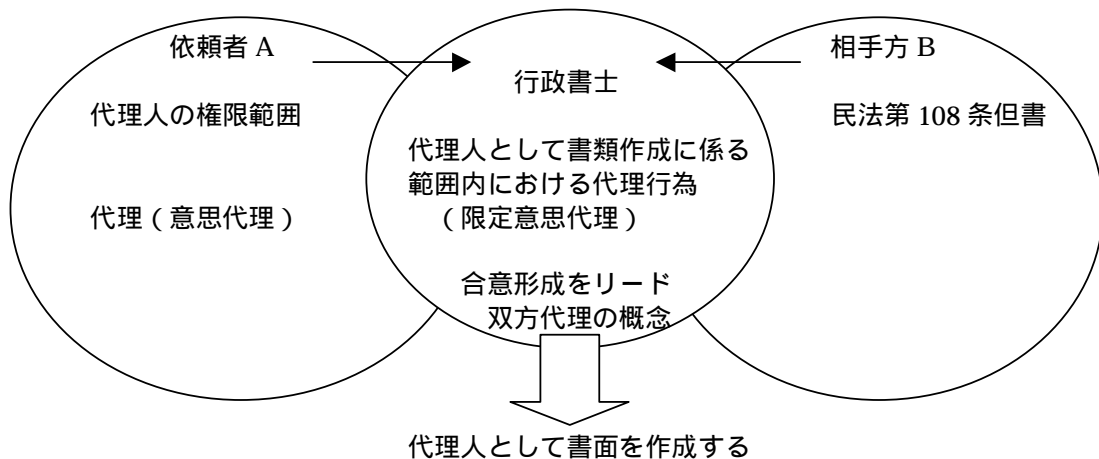 依頼者 A
相手方 B
行政書士
代理人の権限範囲
民法第 108 条但書
代理人として書類作成に係る
範囲内における代理行為
代理（意思代理）
（限定意思代理）
合意形成をリード
双方代理の概念
代理人として書面を作成する